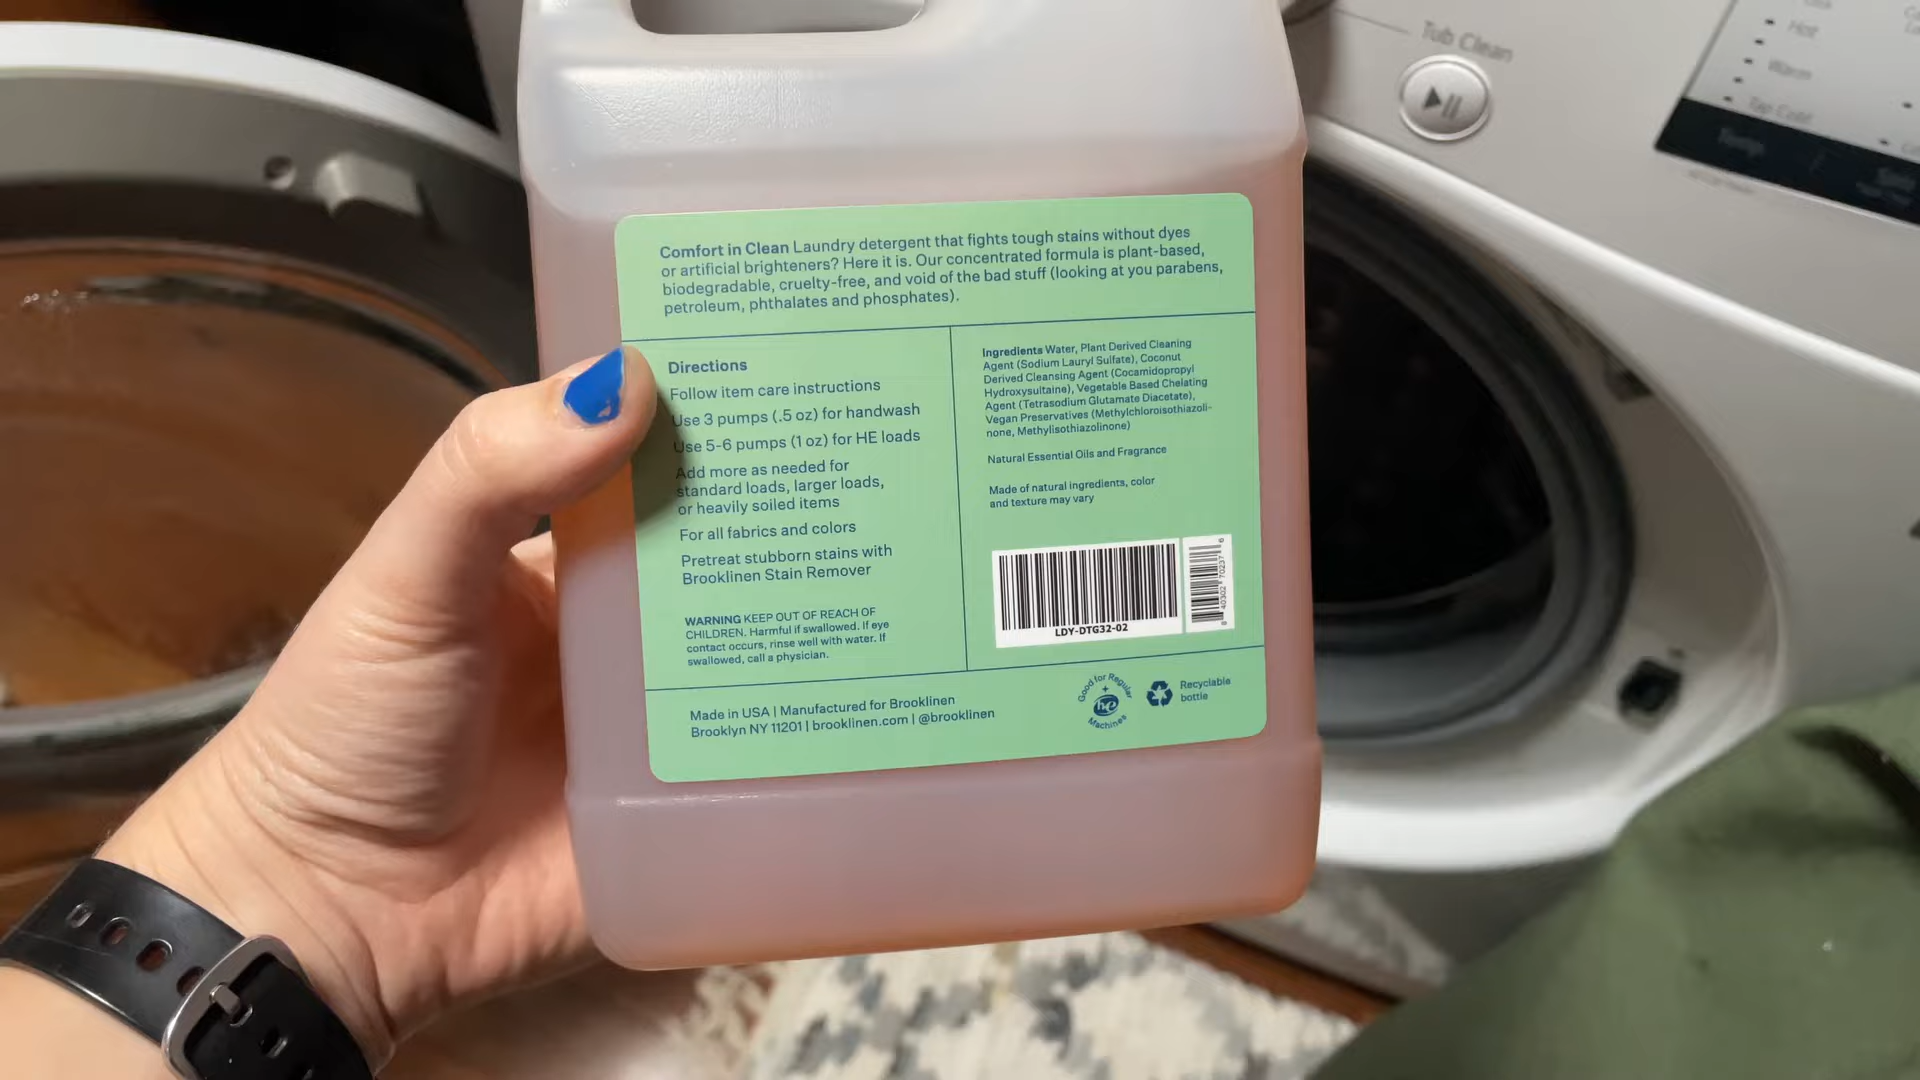 Tub Clean
Hot
Warm
Tap Cold
Temp
Comfort in Clean Laundry detergent that fights tough stains without dyes
or artificial brighteners? Here it is. Our concentrated formula is plant-based,
biodegradable, cruelty-free, and void of the bad stuff (looking at you parabens,
petroleum, phthalates and phosphates).
Directions
Follow item care instructions
Use 3 pumps (.5 oz) for handwash
Use 5-6 pumps (1 oz) for HE loads
Add more as needed for
standard loads, larger loads,
or heavily soiled items
For all fabrics and colors
Pretreat stubborn stains with
Brooklinen Stain Remover
WARNING KEEP OUT OF REACH OF
CHILDREN. Harmful if swallowed. If eye
contact occurs, rinse well with water. If
swallowed, call a physician.
Ingredients Water, Plant Derived Cleaning
Agent (Sodium Lauryl Sulfate), Coconut
Derived Cleansing Agent (Cocamidopropyl
Hydroxysultaine), Vegetable Based Chelating
Agent (Tetrasodium Glutamate Diacetate),
Vegan Preservatives (Methylchloroisothiazoli-
none, Methylisothiazolinone)
Natural Essential Oils and Fragrance
Made of natural ingredients, color
and texture may vary
LDY-DTG32-02
8 40302 70237 6
Made in USA | Manufactured for Brooklinen
Brooklyn NY 11201 | brooklinen.com | @brooklinen
Good for Regular
+
he
Machines
Recyclable
bottle